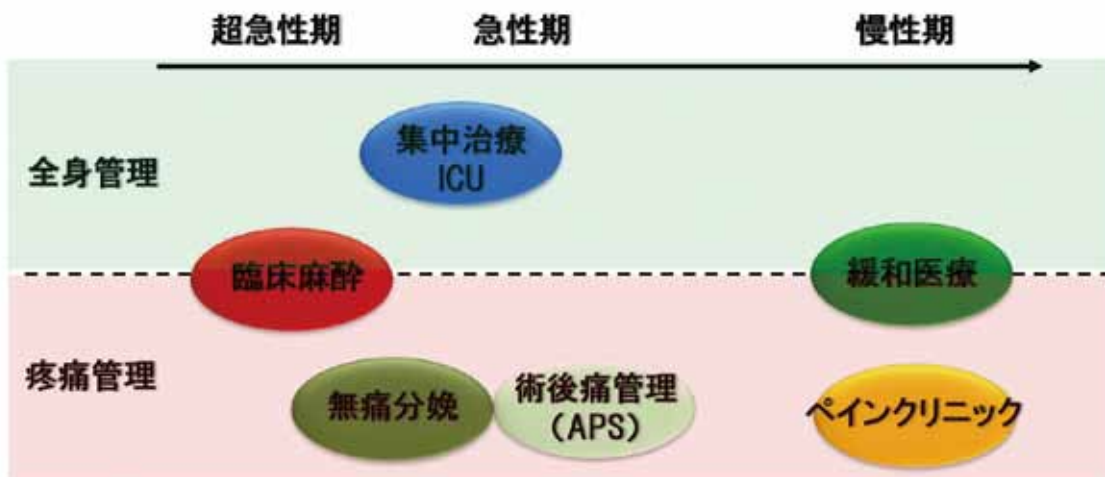 超急性期 急性期 慢性期
全身管理
集中治療
ICU
臨床麻酔
緩和医療
疼痛管理
無痛分娩
術後痛管理
（APS）
ペインクリニック